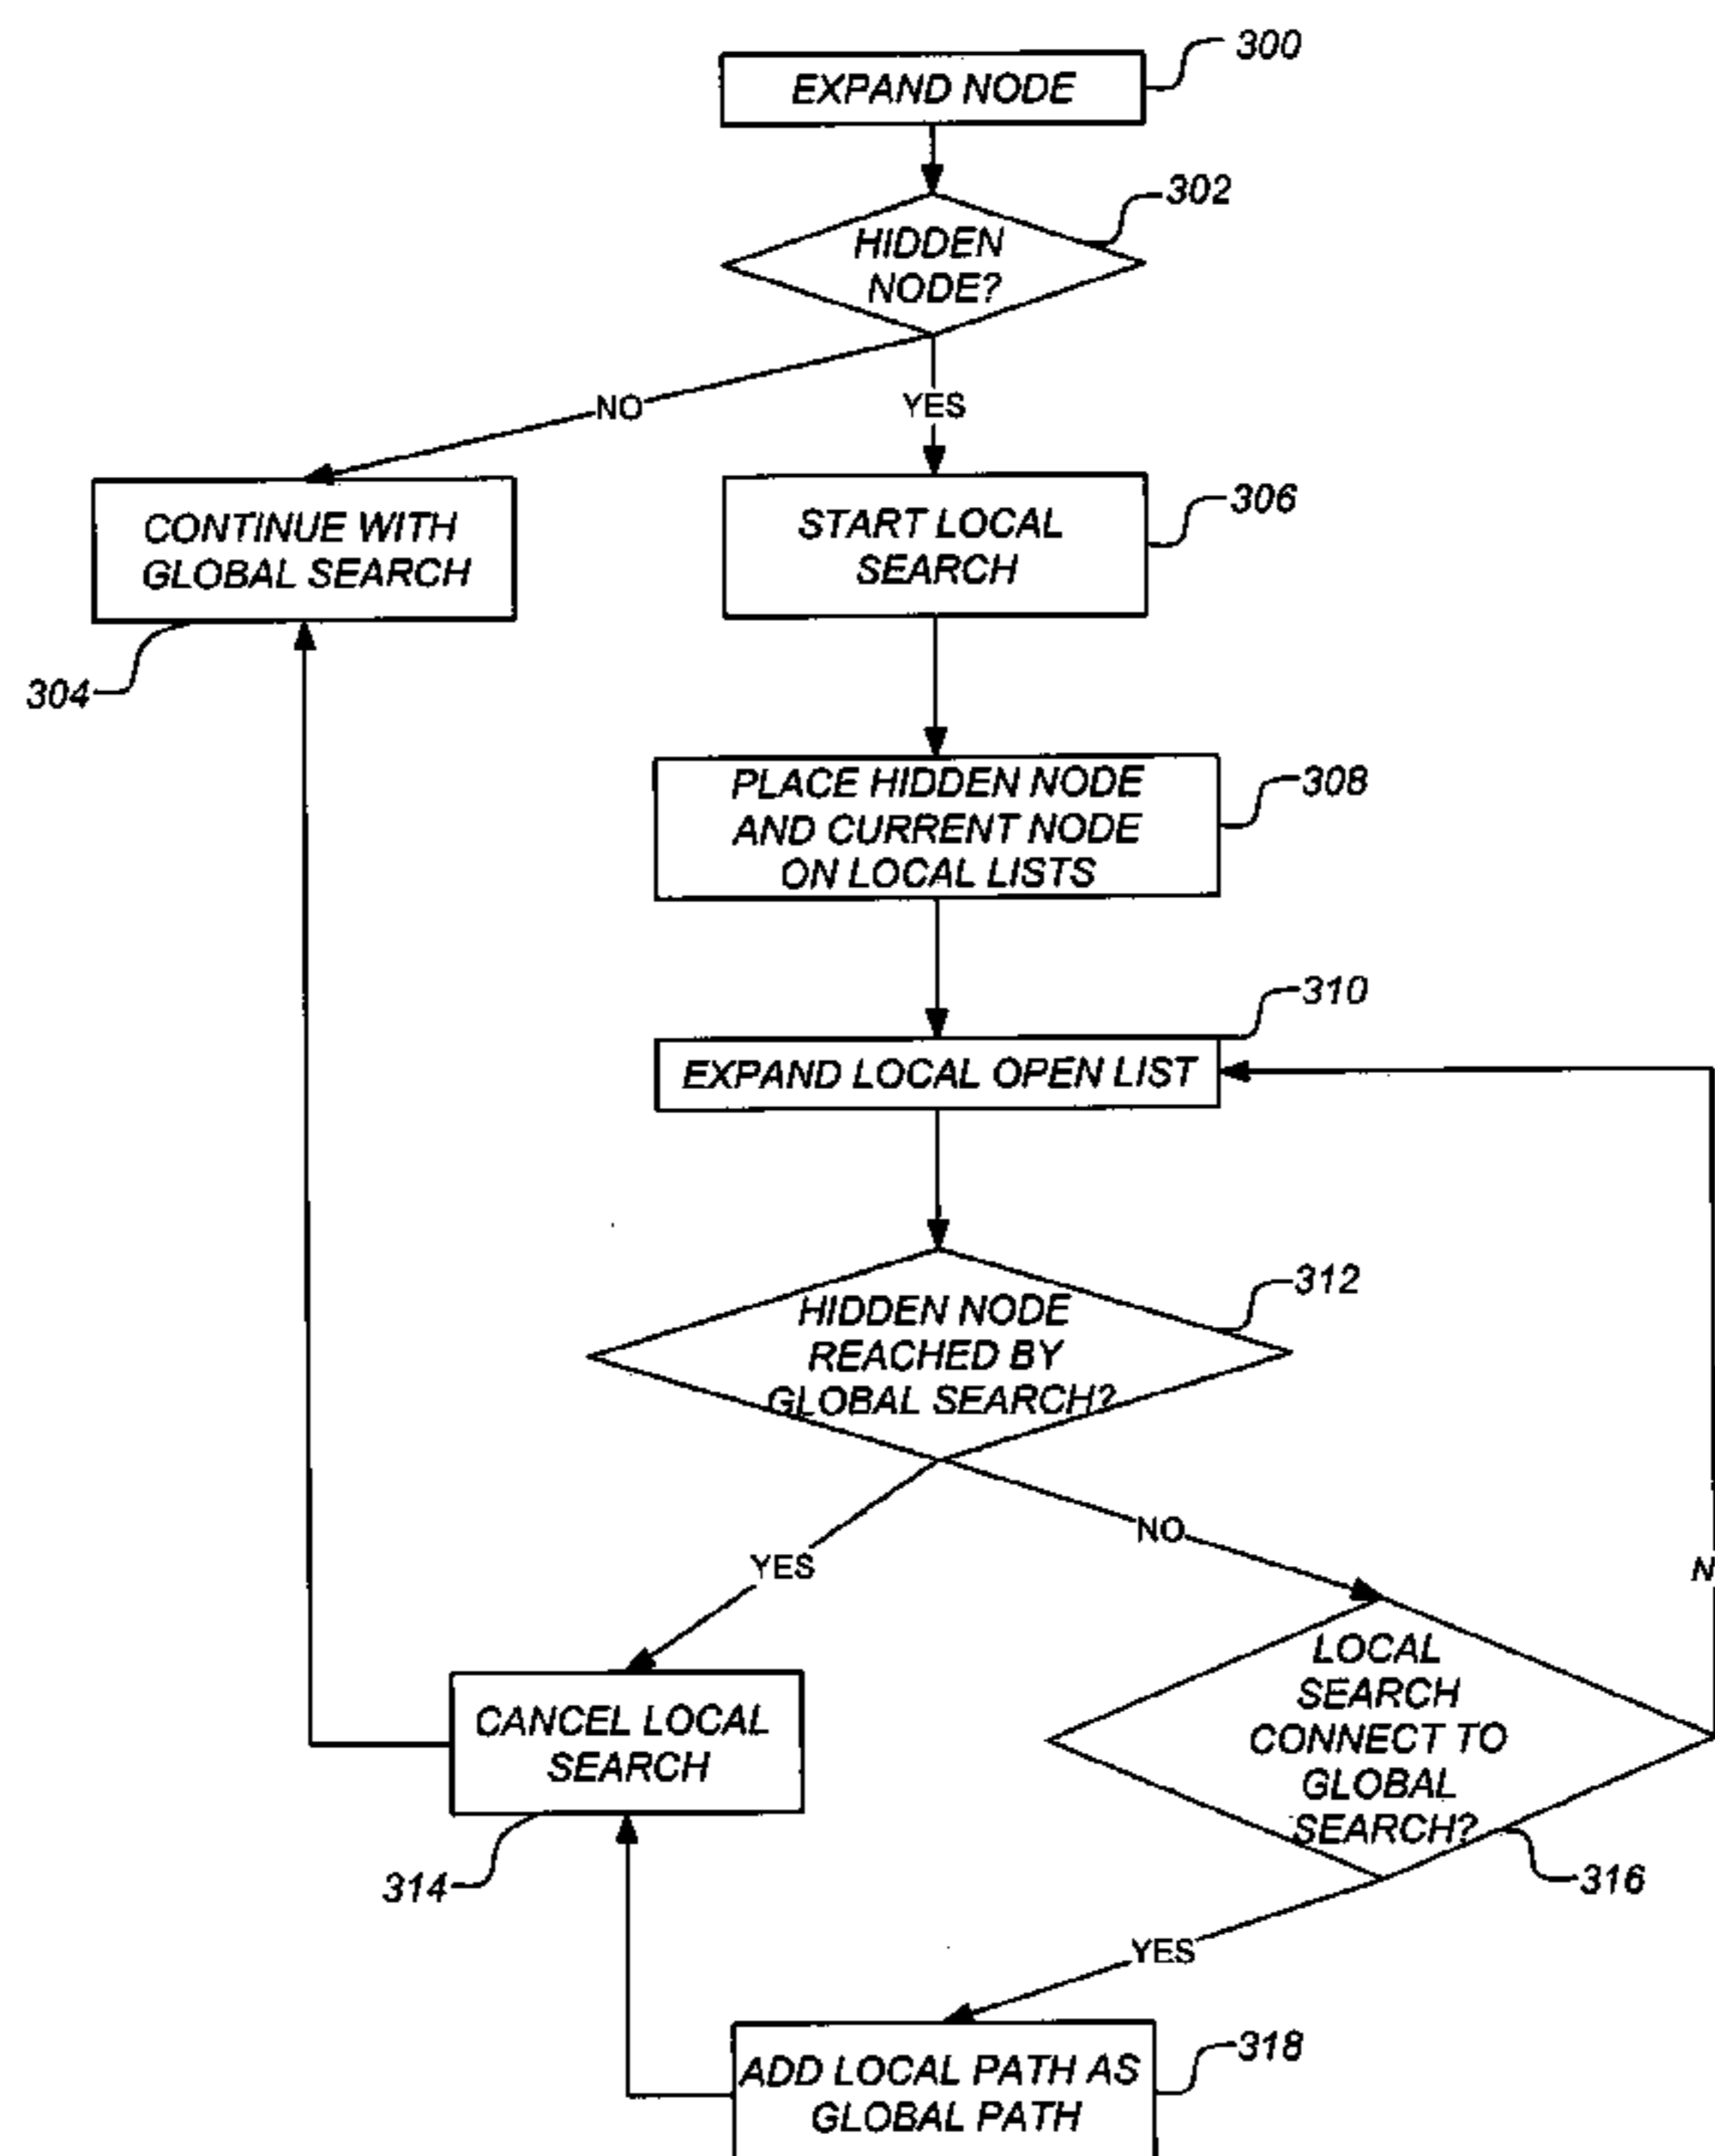 300
EXPAND NODE
302
HIDDEN
NODE?
NO
YES
CONTINUE WITH
GLOBAL SEARCH
304
START LOCAL
SEARCH
306
PLACE HIDDEN NODE
AND CURRENT NODE
ON LOCAL LISTS
308
310
EXPAND LOCAL OPEN LIST
312
HIDDEN NODE
REACHED BY
GLOBAL SEARCH?
NO
YES
N
LOCAL
SEARCH
CONNECT TO
GLOBAL
SEARCH?
316
CANCEL LOCAL
SEARCH
314
YES
ADD LOCAL PATH AS
GLOBAL PATH
318